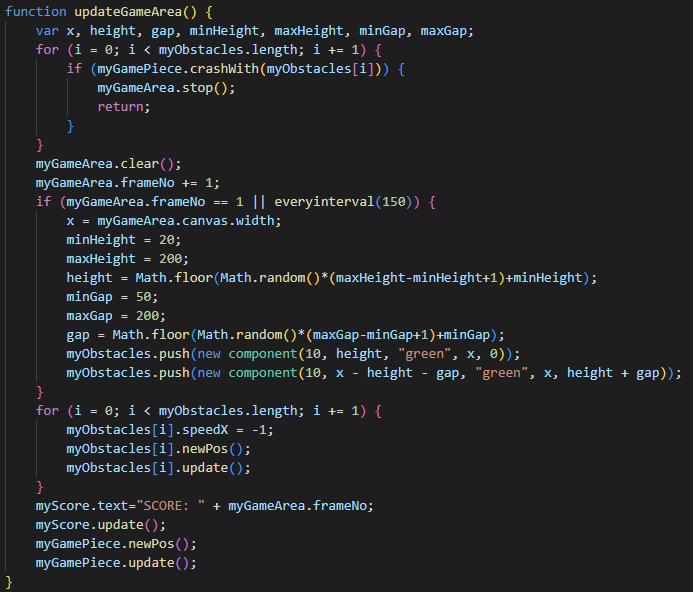 function updateGameArea() {
    var x, height, gap, minHeight, maxHeight, minGap, maxGap;
    for (i = 0; i < myObstacles.length; i += 1) {
        if (myGamePiece.crashWith(myObstacles[i])) {
            myGameArea.stop();
            return;
        }
    }
    myGameArea.clear();
    myGameArea.frameNo += 1;
    if (myGameArea.frameNo == 1 || everyinterval(150)) {
        x = myGameArea.canvas.width;
        minHeight = 20;
        maxHeight = 200;
        height = Math.floor(Math.random()*(maxHeight-minHeight+1)+minHeight);
        minGap = 50;
        maxGap = 200;
        gap = Math.floor(Math.random()*(maxGap-minGap+1)+minGap);
        myObstacles.push(new component(10, height, "green", x, 0));
        myObstacles.push(new component(10, x - height - gap, "green", x, height + gap));
    }
    for (i = 0; i < myObstacles.length; i += 1) {
        myObstacles[i].speedX = -1;
        myObstacles[i].newPos();
        myObstacles[i].update();
    }
    myScore.text="SCORE: " + myGameArea.frameNo;
    myScore.update();
    myGamePiece.newPos();
    myGamePiece.update();
}